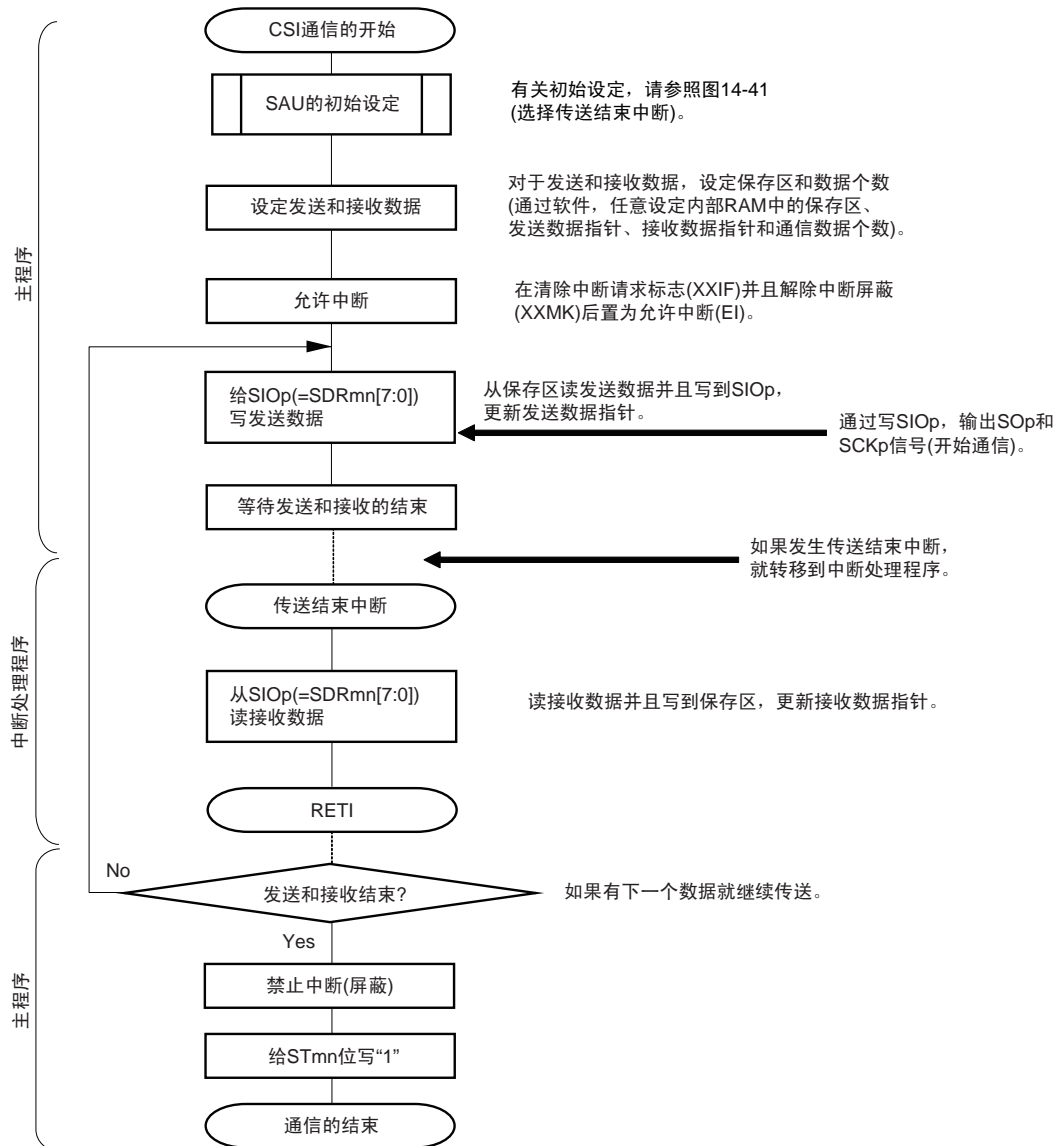 CSI通信的开始
SAU的初始设定
有关初始设定，请参照图14-41
(选择传送结束中断)。
设定发送和接收数据
对于发送和接收数据，设定保存区和数据个数
(通过软件，任意设定内部RAM中的保存区、
发送数据指针、接收数据指针和通信数据个数)。
主程序
允许中断
在清除中断请求标志(XXIF)并且解除中断屏蔽
(XXMK)后置为允许中断(EI)。
给SIOp(=SDRmn[7:0])
写发送数据
从保存区读发送数据并且写到SIOp，
更新发送数据指针。
通过写SIOp，输出SOp和
SCKp信号(开始通信)。
等待发送和接收的结束
如果发生传送结束中断，
就转移到中断处理程序。
传送结束中断
中断处理程序
从SIOp(=SDRmn[7:0])
读接收数据
读接收数据并且写到保存区，更新接收数据指针。
RETI
No
发送和接收结束?
如果有下一个数据就继续传送。
Yes
主程序
禁止中断(屏蔽)
给STmn位写“1”
通信的结束